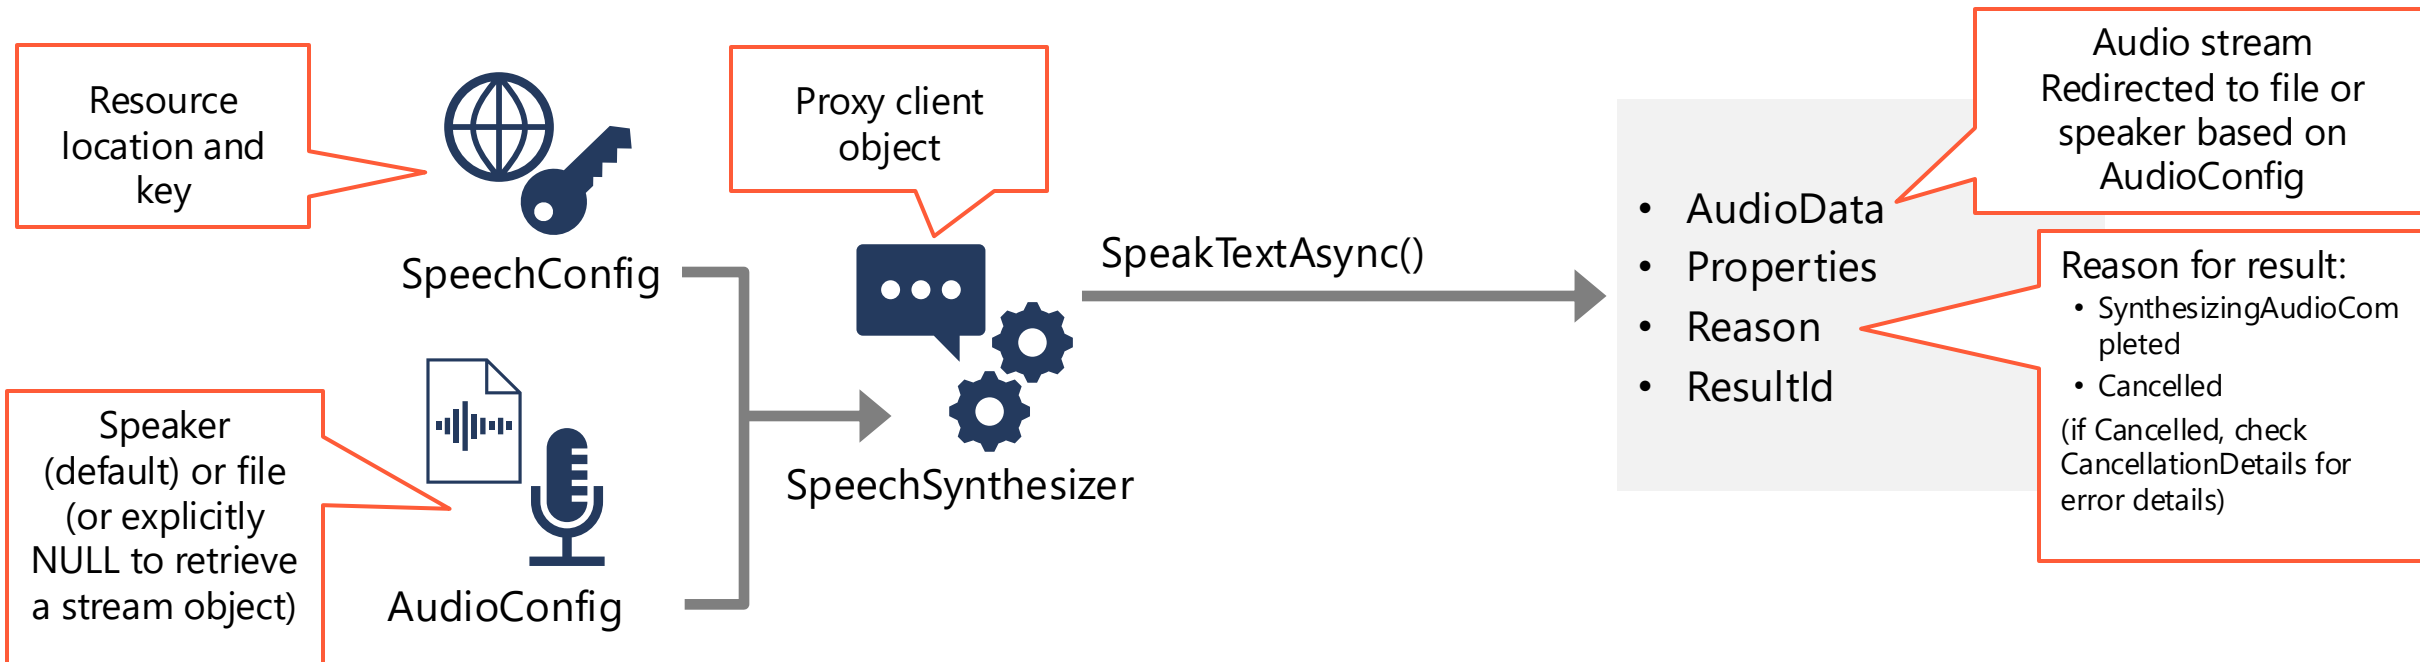 Resource
location and
key
SpeechConfig
Speaker
(default) or file
(or explicitly
NULL to retrieve
a stream object)
AudioConfig
Proxy client
object
SpeechSynthesizer
SpeakTextAsync()
• AudioData
• Properties
• Reason
• ResultId
Audio stream
Redirected to file or
speaker based on
AudioConfig
Reason for result:
• SynthesizingAudioCom
pleted
• Cancelled
(if Cancelled, check
CancellationDetails for
error details)